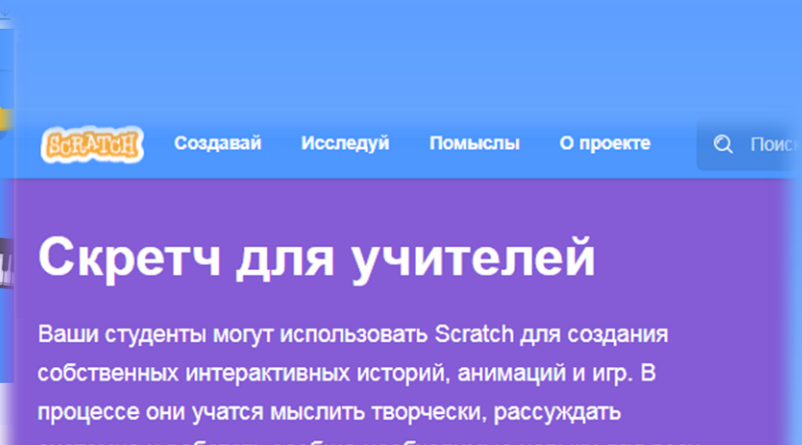 SCRATCH Создавай Исследуй Помыслы О проекте Поиск
Скретч для учителей
Ваши студенты могут использовать Scratch для создания
собственных интерактивных историй, анимаций и игр. В
процессе они учатся мыслить творчески, рассуждать